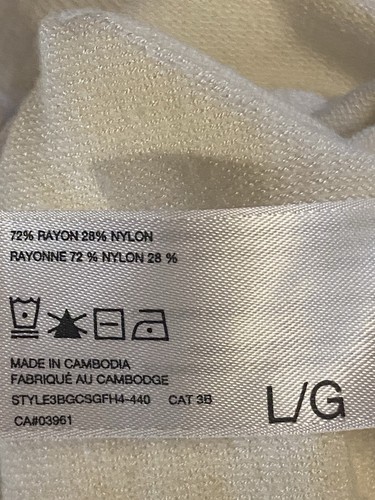 72% RAYON 28% NYLON
RAYONNE 72 % NYLON 28 %
MADE IN CAMBODIA
FABRIQUÉ AU CAMBODGE
STYLE3BGCSGFH4-440 CAT 3B
CA#03961
L/G